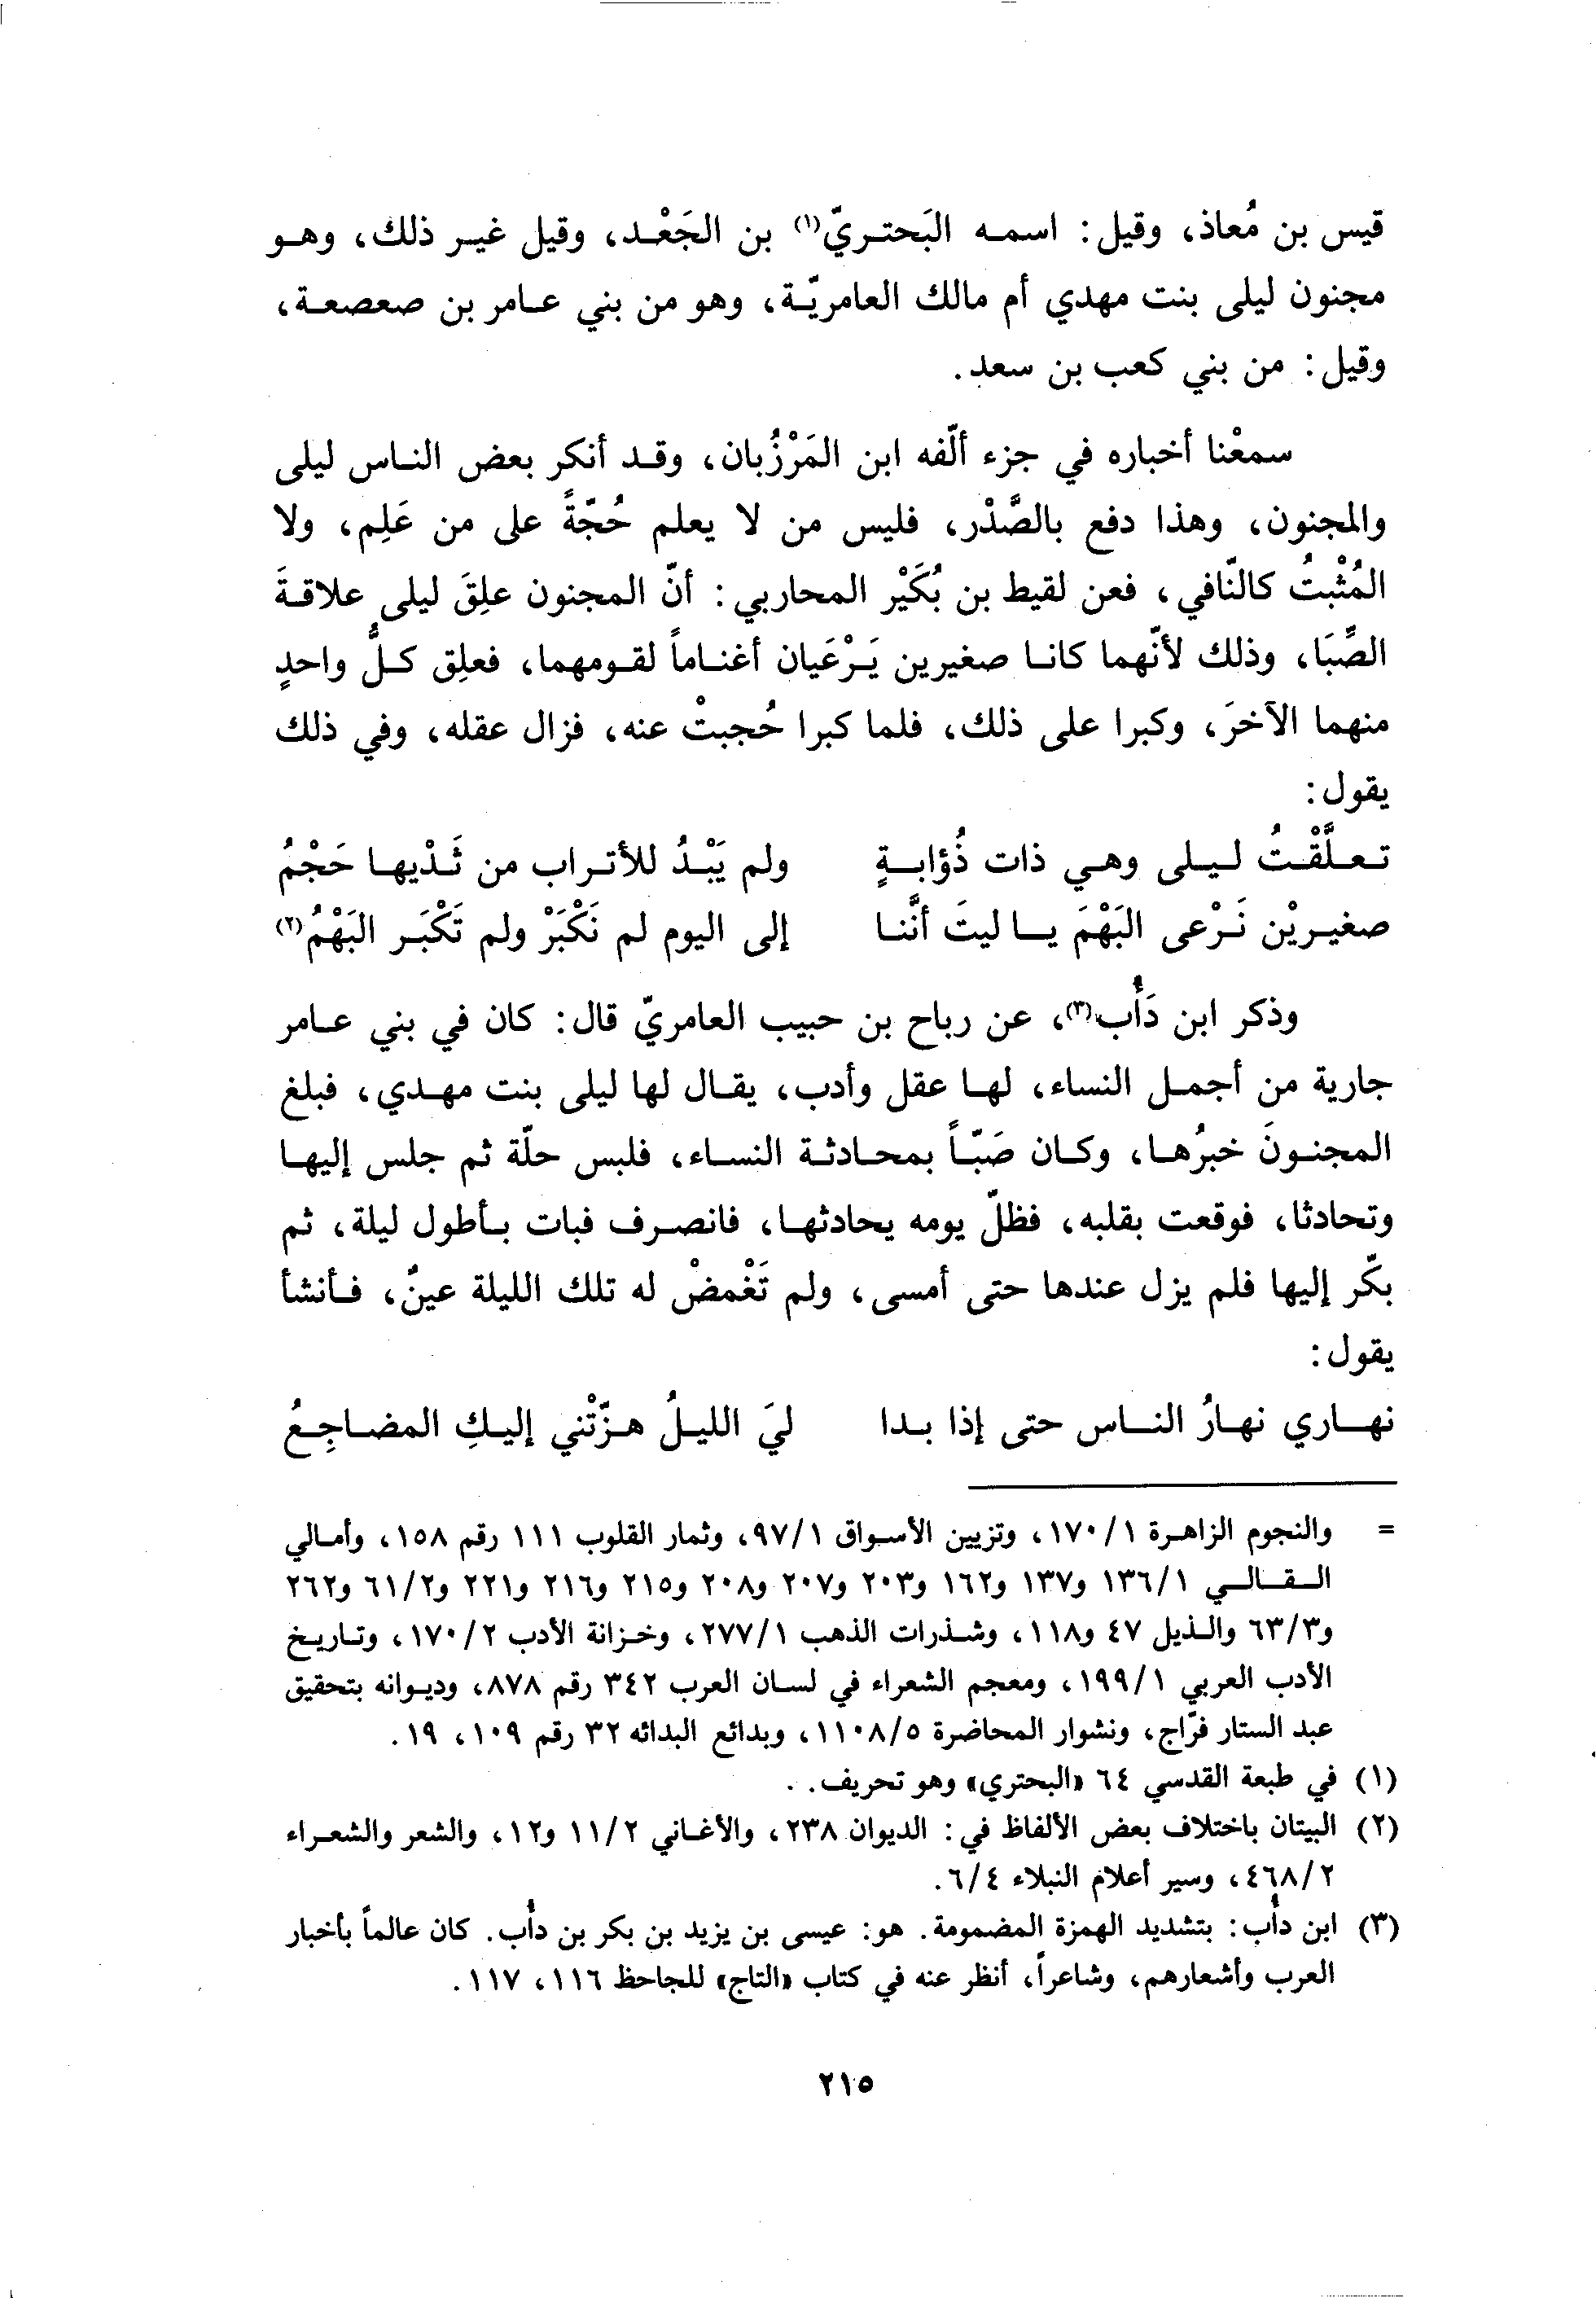 قيس بن مُعاذ، وقيل: اسمه البَحتريّ(١) بن الجَعْد، وقيل غير ذلك، وهو
مجنون ليلى بنت مهدي أم مالك العامريّة، وهو من بني عامر بن صعصعة،
وقيل: من بني كعب بن سعد.
سمعْنا أخباره في جزء ألّفه ابن المَرْزُبان، وقد أنكر بعض الناس ليلى
والمجنون، وهذا دفع بالصَّدْر، فليس من لا يعلم حُجّةً على من عَلِم، ولا
المُثْبتُ كالنّافي، فعن لقيط بن بُكَيْر المحاربي: أنّ المجنون علِقَ ليلى علاقةَ
الصِّبَا، وذلك لأنّهما كانا صغيرين يَرْعَيان أغناماً لقومهما، فعلِق كلُّ واحدٍ
منهما الآخرَ، وكبرا على ذلك، فلما كبرا حُجبتْ عنه، فزال عقله، وفي ذلك
يقول:
تعلَّقْتُ ليلى وهي ذات ذُؤابةٍ ولم يَبْدُ للأتراب من ثَدْيها حَجْمُ
صغيريْن نَرْعى البَهْمَ يا ليتَ أنَّنا إلى اليوم لم نَكْبَرْ ولم تَكْبَر البَهْمُ(٢)
وذكر ابن دَأُب(٣)، عن رباح بن حبيب العامريّ قال: كان في بني عامر
جارية من أجمل النساء، لها عقل وأدب، يقال لها ليلى بنت مهدي، فبلغ
المجنونَ خبرُها، وكان صَبّاً بمحادثة النساء، فلبس حلّة ثم جلس إليها
وتحادثا، فوقعت بقلبه، فظلّ يومه يحادثها، فانصرف فبات بأطول ليلة، ثم
بكّر إليها فلم يزل عندها حتى أمسى، ولم تَغْمضْ له تلك الليلة عينٌ، فأنشأ
يقول:
نهاري نهارُ الناس حتى إذا بدا ليَ الليلُ هزّتْني إليكِ المضاجِعُ
= والنجوم الزاهرة ١/ ١٧٠، وتزيين الأسواق ١/ ٩٧، وثمار القلوب ١١١ رقم ١٥٨، وأمالي
القالي ١/ ١٣٦ و١٣٧ و١٦٢ و٢٠٣ و٢٠٧ و٢٠٨ و٢١٥ و٢١٦ و٢٢١ و٢/ ٦١ و٢٦٢
و٣/ ٦٣ والذيل ٤٧ و١١٨، وشذرات الذهب ١/ ٢٧٧، وخزانة الأدب ٢/ ١٧٠، وتاريخ
الأدب العربي ١/ ١٩٩، ومعجم الشعراء في لسان العرب ٣٤٢ رقم ٨٧٨، وديوانه بتحقيق
عبد الستار فرّاج، ونشوار المحاضرة ٥/ ١١٠٨، وبدائع البدائه ٣٢ رقم ١٠٩، ١٩.
(١) في طبعة القدسي ٦٤ «البحتري» وهو تحريف. .
(٢) البيتان باختلاف بعض الألفاظ في: الديوان ٢٣٨، والأغاني ٢/ ١١ و١٢، والشعر والشعراء
٢/ ٤٦٨، وسير أعلام النبلاء ٤/ ٦.
(٣) ابن دأُب: بتشديد الهمزة المضمومة. هو: عيسى بن يزيد بن بكر بن دأُب. كان عالماً بأخبار
العرب وأشعارهم، وشاعراً، أنظر عنه في كتاب «التاج» للجاحظ ١١٦، ١١٧.
٢١٥